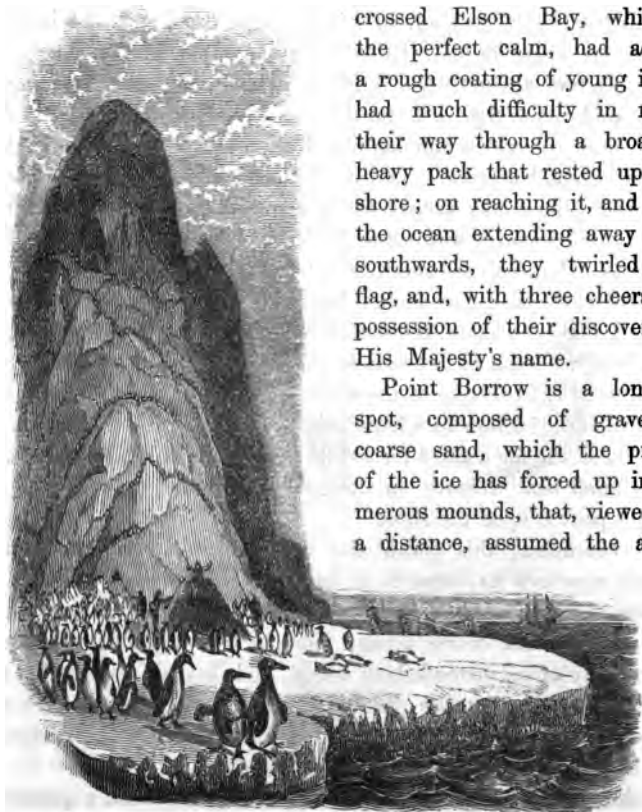 crossed Elson Bay, whi
the perfect calm, had a
a rough coating of young i
had much difficulty in
their way through a broa
heavy pack that rested up
shore; on reaching it, and
the ocean extending away
southwards, they twirled
flag, and, with three cheers
possession of their discove
His Majesty's name.
Point Borrow is a lon
spot, composed of grave
coarse sand, which the p
of the ice has forced up i
merous mounds, that, viewe
a distance, assumed the a